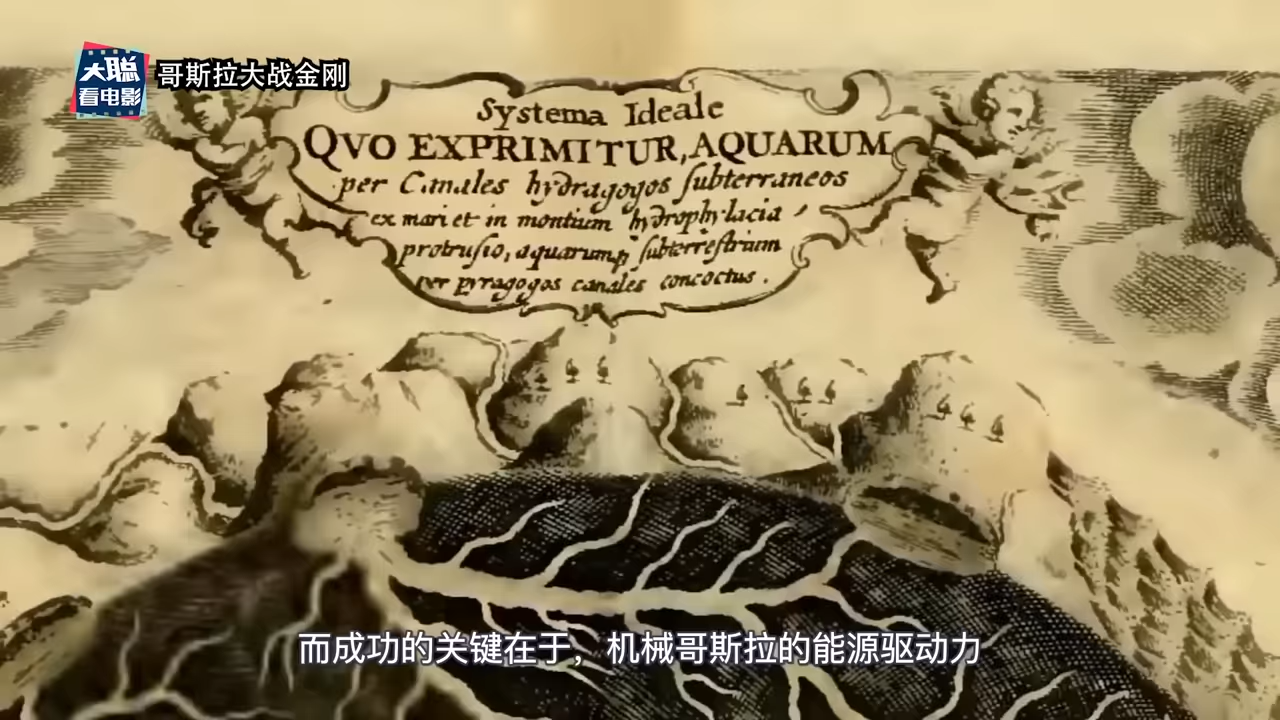 大聪
看电影
哥斯拉大战金刚
Systema Ideale
QVO EXPRIMITUR, AQUARUM
per Canales hydragogos subterraneos
ex mari et in montium hydrophylacia
protrusio, aquarumq; subterrestrium
per pyragogos canales concoctus.
而成功的关键在于，机械哥斯拉的能源驱动力